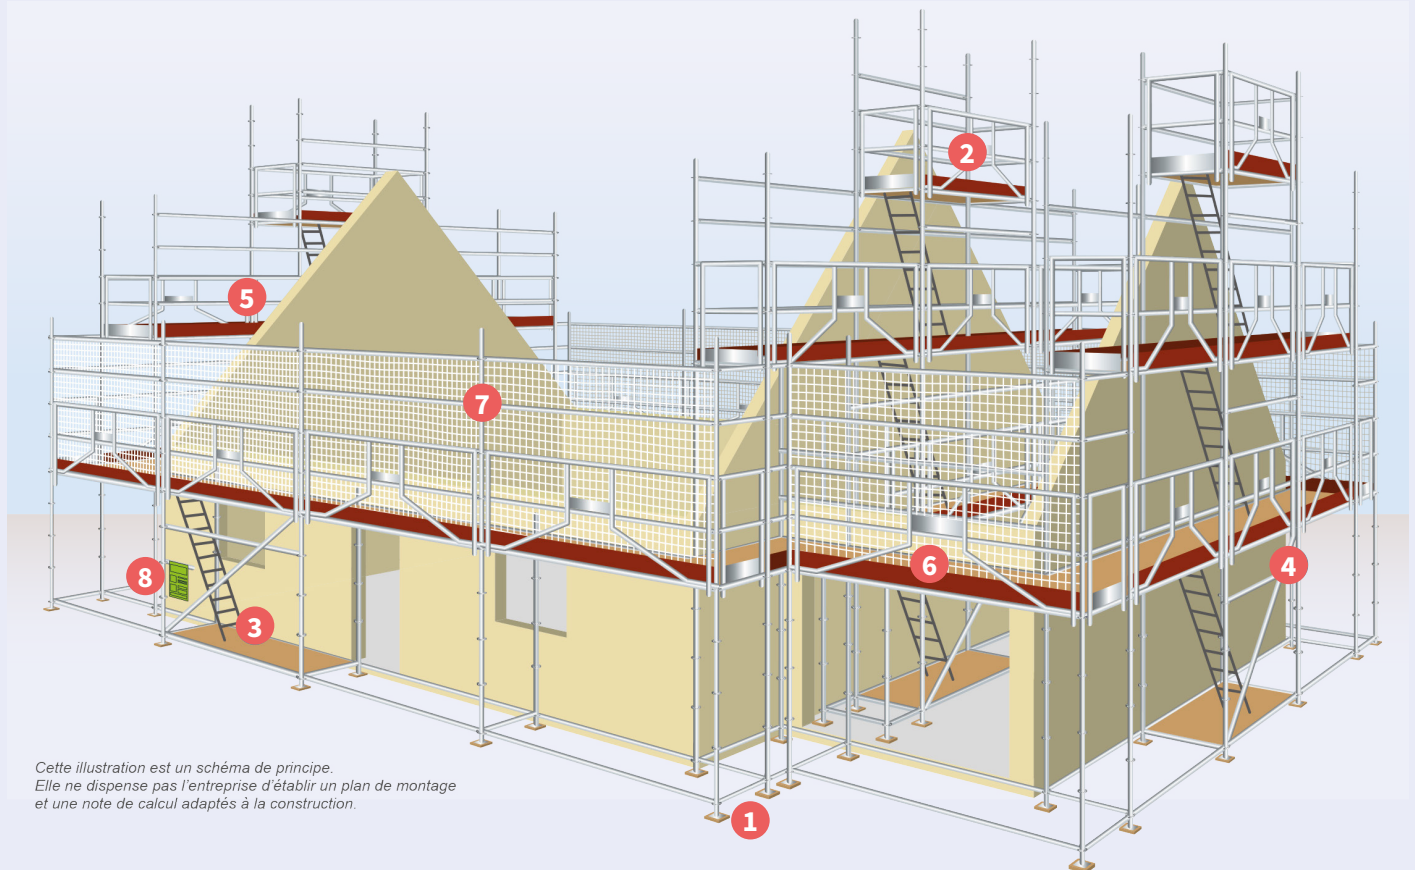 2
5
7
8
6
4
3
Cette illustration est un schéma de principe.
Elle ne dispense pas l’entreprise d’établir un plan de montage
et une note de calcul adaptés à la construction.
1